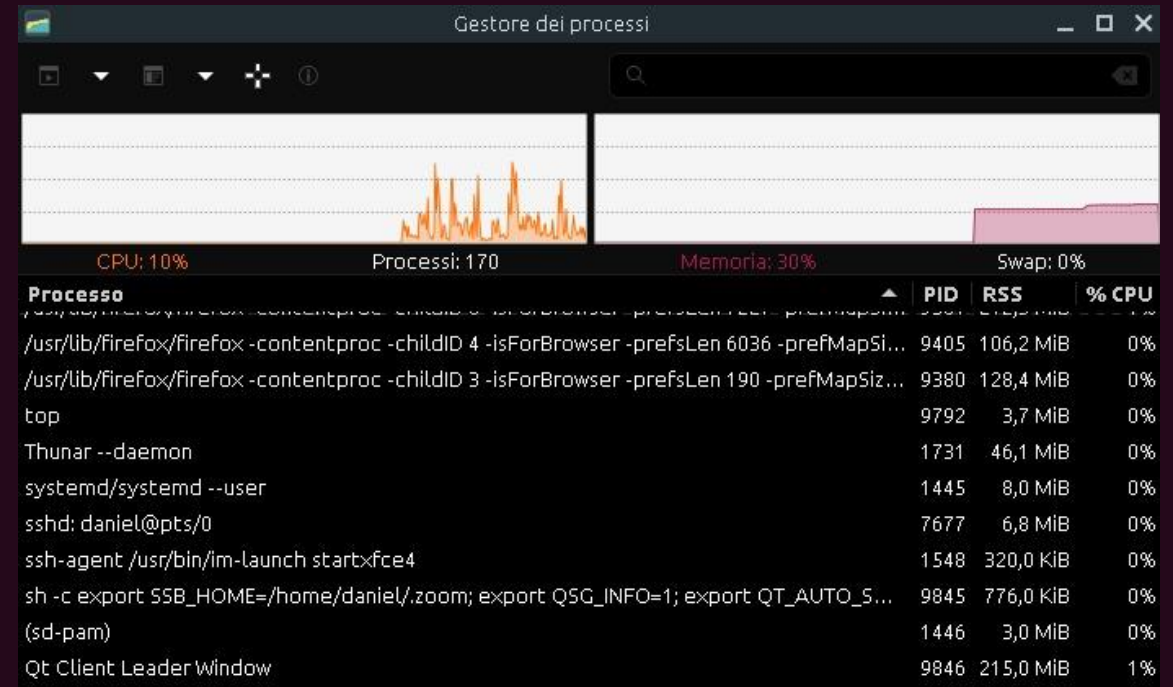 Gestore dei processi
CPU: 10% Processi: 170 Memoria: 30% Swap: 0%
Processo PID RSS % CPU
/usr/lib/firefox/firefox -contentproc -childID 4 -isForBrowser -prefsLen 6036 -prefMapSi... 9405 106,2 MiB 0%
/usr/lib/firefox/firefox -contentproc -childID 3 -isForBrowser -prefsLen 190 -prefMapSiz... 9380 128,4 MiB 0%
top 9792 3,7 MiB 0%
Thunar --daemon 1731 46,1 MiB 0%
systemd/systemd --user 1445 8,0 MiB 0%
sshd: daniel@pts/0 7677 6,8 MiB 0%
ssh-agent /usr/bin/im-launch startxfce4 1548 320,0 KiB 0%
sh -c export SSB_HOME=/home/daniel/.zoom; export QSG_INFO=1; export QT_AUTO_S... 9845 776,0 KiB 0%
(sd-pam) 1446 3,0 MiB 0%
Qt Client Leader Window 9846 215,0 MiB 1%